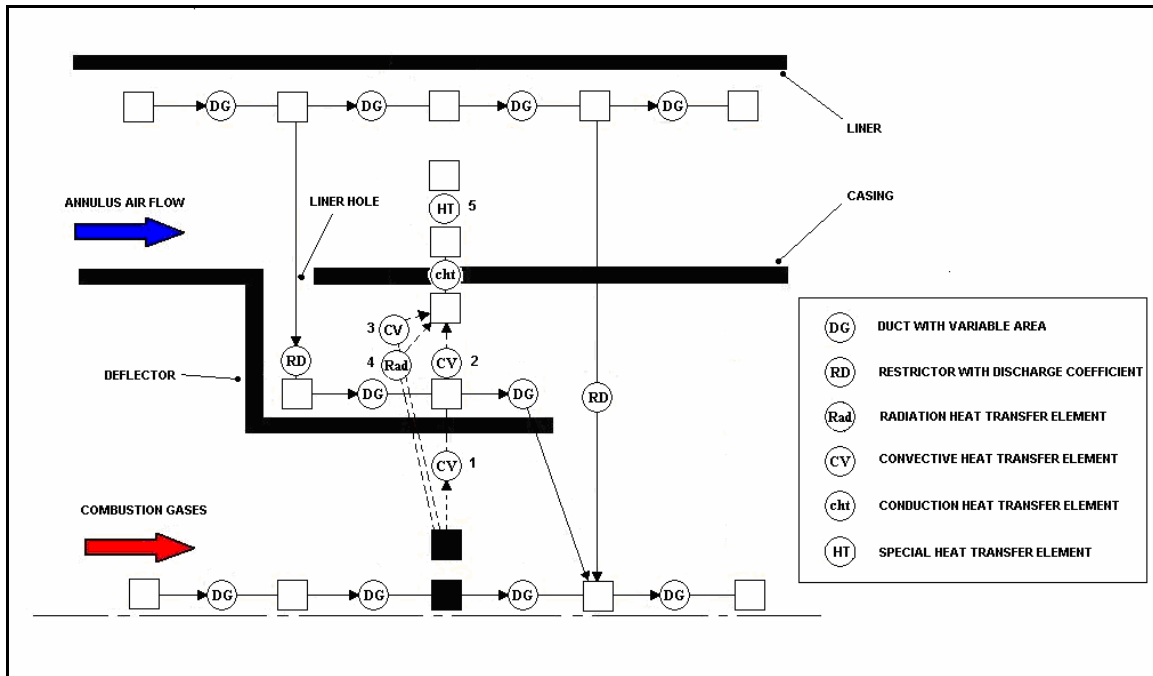 DG DG DG DG
LINER
CASING
LINER HOLE
ANNULUS AIR FLOW
HT 5
cht
3 CV
4 Rad CV 2
RD
DEFLECTOR
DG DG
RD
CV 1
COMBUSTION GASES
DG DG DG DG
DG DUCT WITH VARIABLE AREA
RD RESTRICTOR WITH DISCHARGE COEFFICIENT
Rad RADIATION HEAT TRANSFER ELEMENT
CV CONVECTIVE HEAT TRANSFER ELEMENT
cht CONDUCTION HEAT TRANSFER ELEMENT
HT SPECIAL HEAT TRANSFER ELEMENT